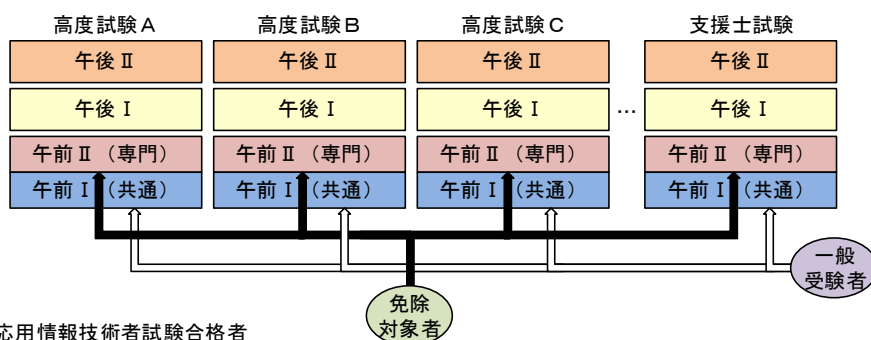 高度試験A 高度試験B 高度試験C 支援士試験
午後Ⅱ 午後Ⅱ 午後Ⅱ 午後Ⅱ
午後Ⅰ 午後Ⅰ 午後Ⅰ … 午後Ⅰ
午前Ⅱ（専門） 午前Ⅱ（専門） 午前Ⅱ（専門） 午前Ⅱ（専門）
午前Ⅰ（共通） 午前Ⅰ（共通） 午前Ⅰ（共通） 午前Ⅰ（共通）
一般
受験者
免除
対象者
応用情報技術者試験合格者